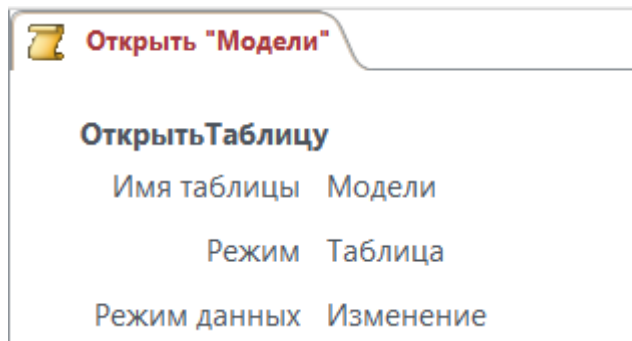 Открыть "Модели"
ОткрытьТаблицу
Имя таблицы Модели
Режим Таблица
Режим данных Изменение